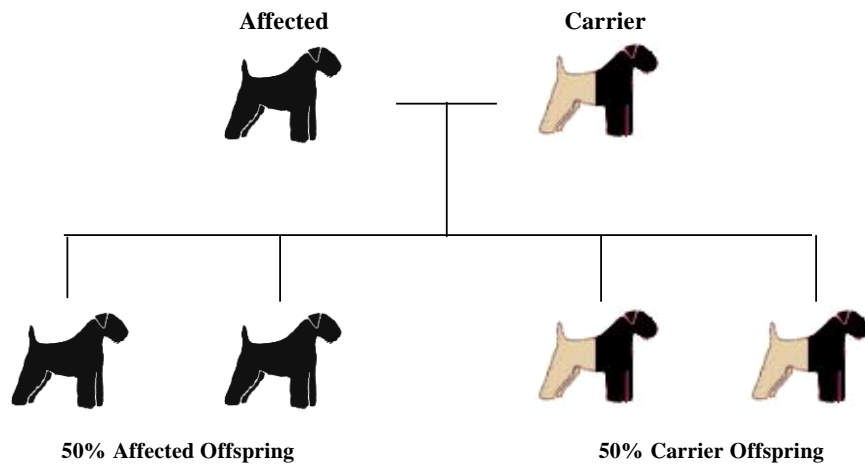 Affected
Carrier
50% Affected Offspring
50% Carrier Offspring